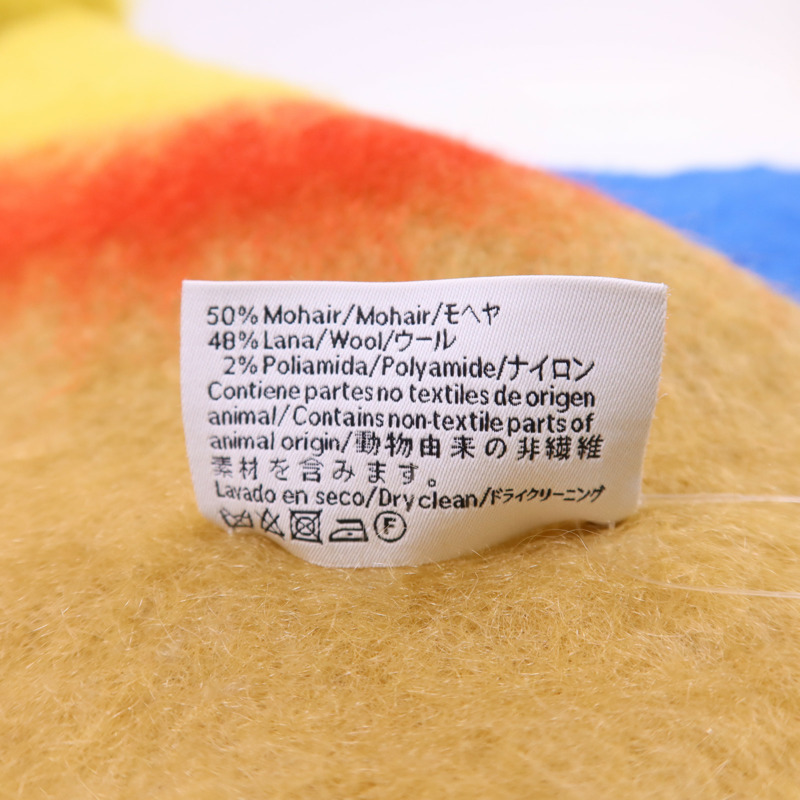 50% Mohair/Mohair/モヘヤ
48% Lana/Wool/ウール
2% Poliamida/Polyamide/ナイロン
Contiene partes no textiles de origen
animal/Contains non-textile parts of
animal origin/動物由来の非繊維
素材を含みます。
Lavado en seco/Dry clean/ドライクリーニング
F